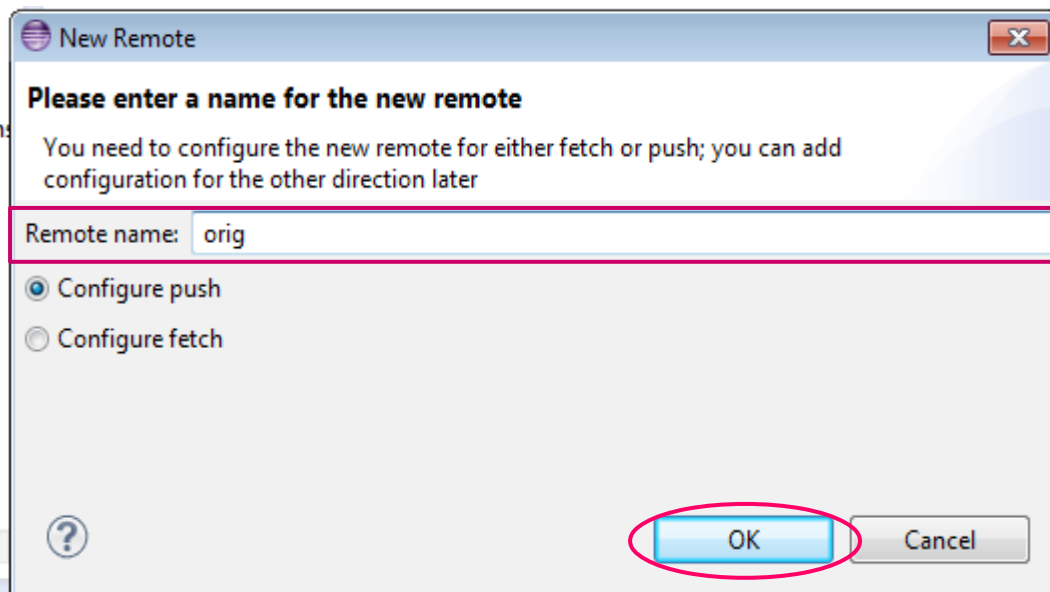 New Remote
Please enter a name for the new remote
You need to configure the new remote for either fetch or push; you can add
configuration for the other direction later
Remote name: orig
Configure push
Configure fetch
?
OK Cancel